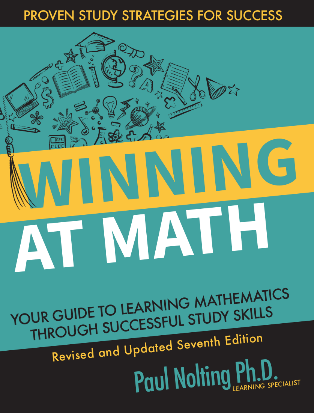 PROVEN STUDY STRATEGIES FOR SUCCESS
WINNING
AT MATH
YOUR GUIDE TO LEARNING MATHEMATICS
THROUGH SUCCESSFUL STUDY SKILLS
Revised and Updated Seventh Edition
Paul Nolting Ph.D.
LEARNING SPECIALIST